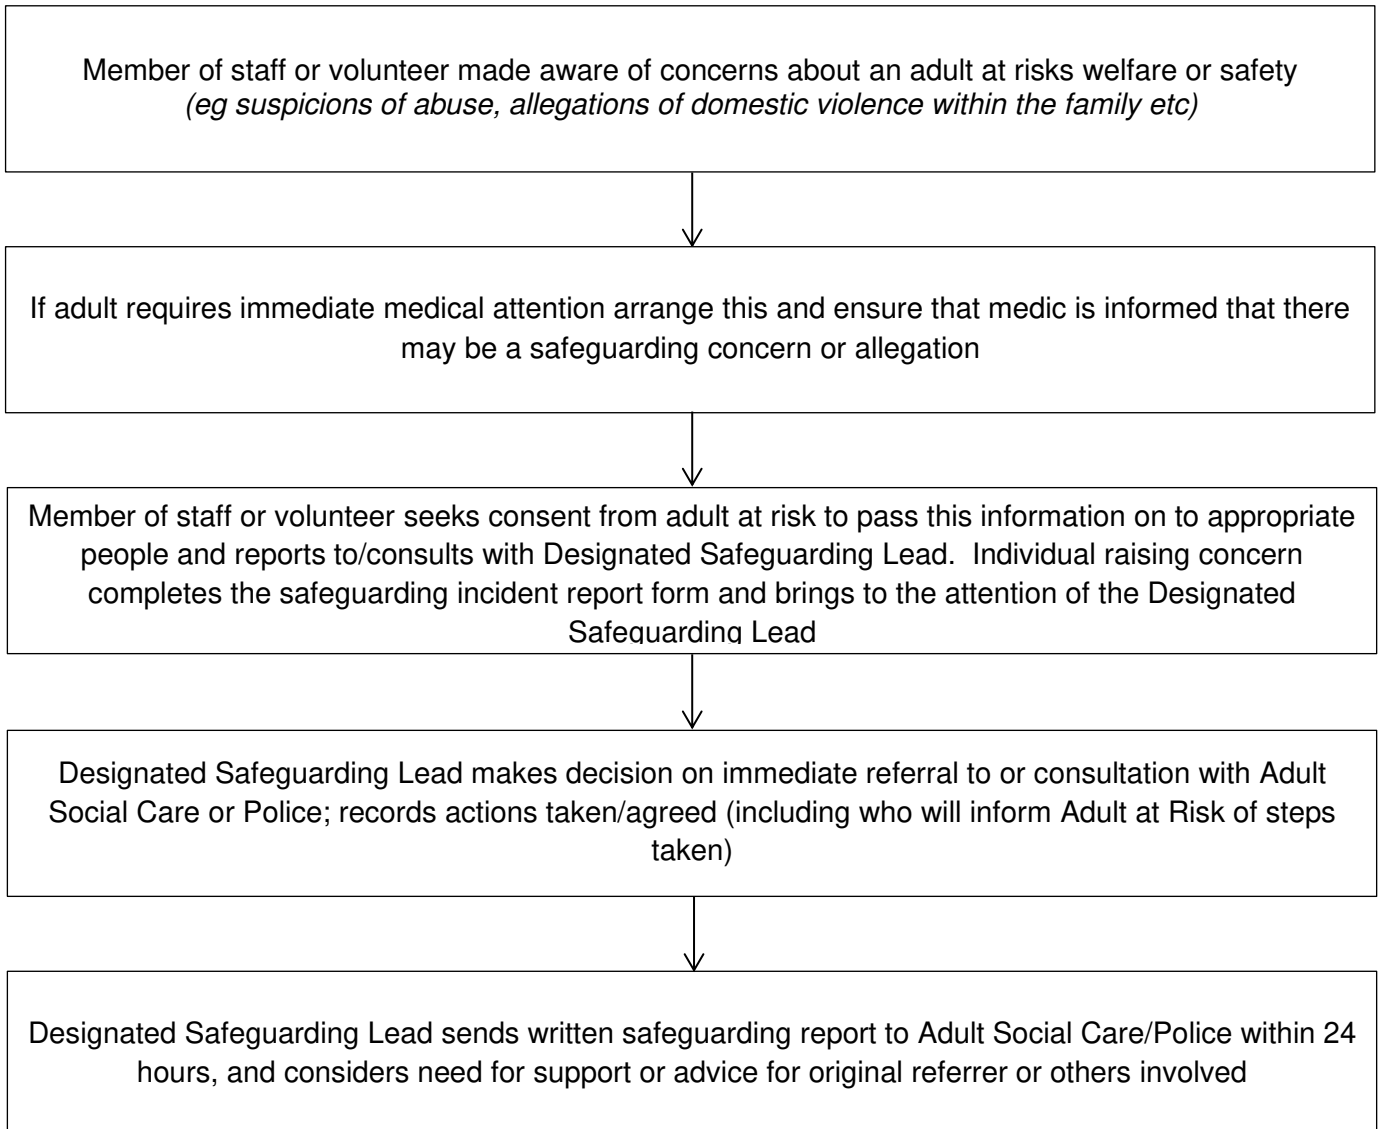 Member of staff or volunteer made aware of concerns about an adult at risks welfare or safety
(eg suspicions of abuse, allegations of domestic violence within the family etc)
If adult requires immediate medical attention arrange this and ensure that medic is informed that there
may be a safeguarding concern or allegation
Member of staff or volunteer seeks consent from adult at risk to pass this information on to appropriate
people and reports to/consults with Designated Safeguarding Lead.  Individual raising concern
completes the safeguarding incident report form and brings to the attention of the Designated
Safeguarding Lead
Designated Safeguarding Lead makes decision on immediate referral to or consultation with Adult
Social Care or Police; records actions taken/agreed (including who will inform Adult at Risk of steps
taken)
Designated Safeguarding Lead sends written safeguarding report to Adult Social Care/Police within 24
hours, and considers need for support or advice for original referrer or others involved